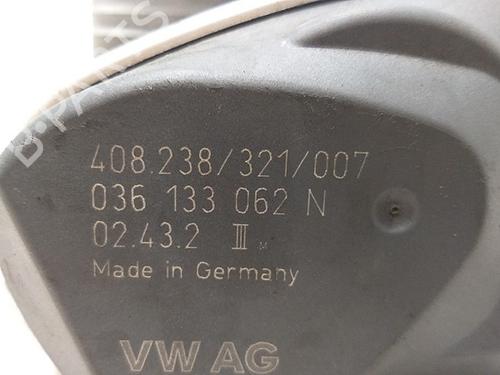 B-PARTS
408.238/321/007
036 133 062 N
02.43.2 III M
Made in Germany
VW AG